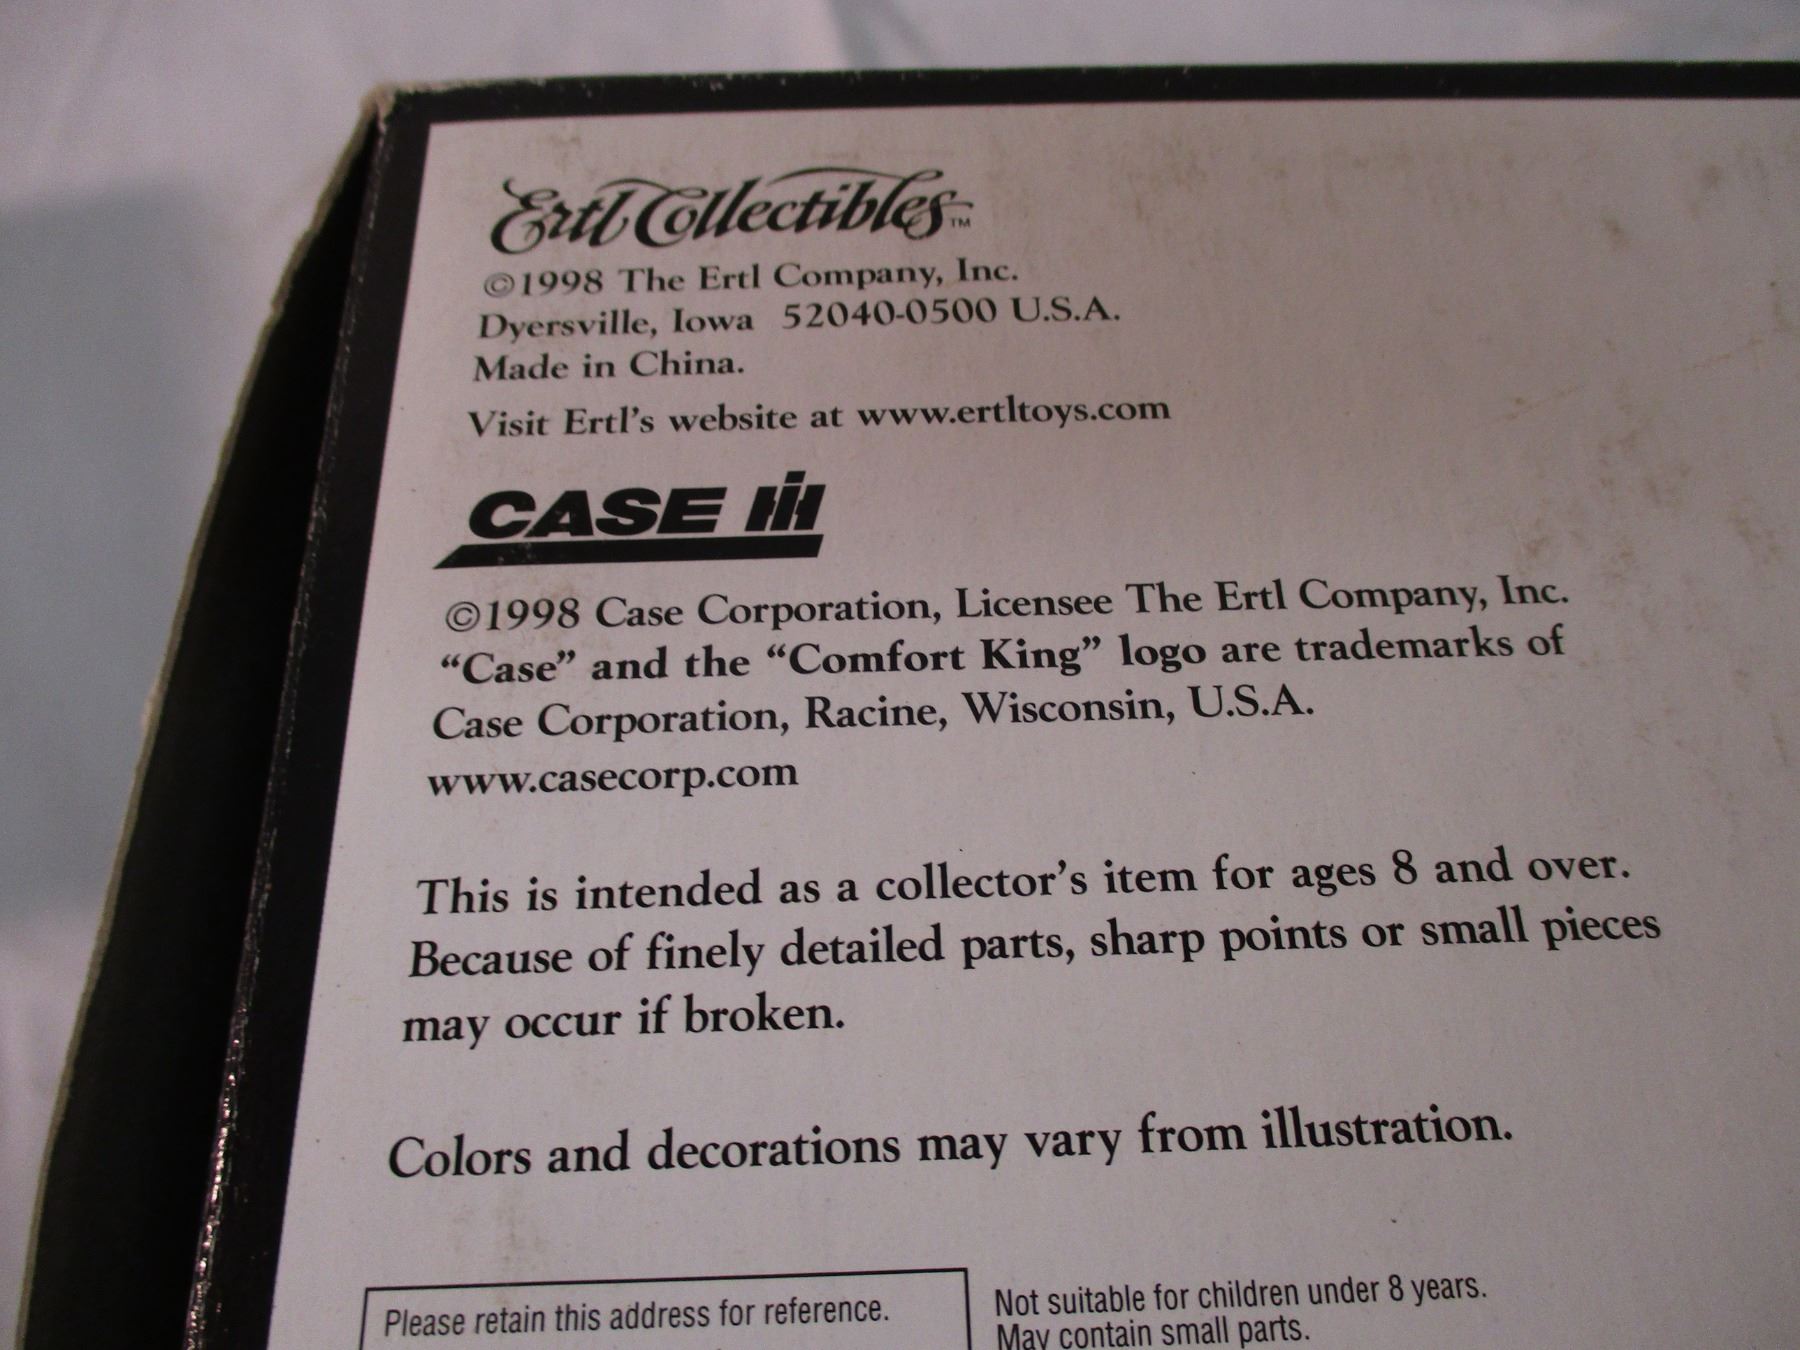 Ertl Collectibles™
©1998 The Ertl Company, Inc.
Dyersville, Iowa 52040-0500 U.S.A.
Made in China.
Visit Ertl's website at www.ertltoys.com
CASE IH
©1998 Case Corporation, Licensee The Ertl Company, Inc.
“Case” and the “Comfort King” logo are trademarks of
Case Corporation, Racine, Wisconsin, U.S.A.
www.casecorp.com
This is intended as a collector's item for ages 8 and over.
Because of finely detailed parts, sharp points or small pieces
may occur if broken.
Colors and decorations may vary from illustration.
Please retain this address for reference.
Not suitable for children under 8 years.
May contain small parts.